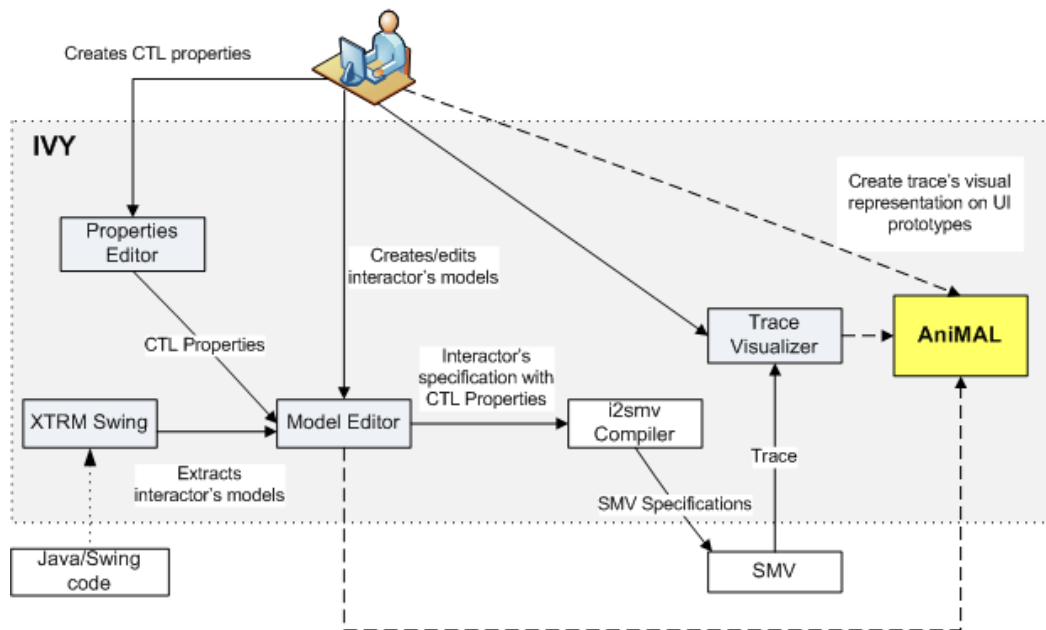 Creates CTL properties
IVY
Create trace's visual
representation on UI
prototypes
Properties
Editor
Creates/edits
interactor's models
CTL Properties
Trace
Visualizer
AniMAL
Interactor's
specification with
CTL Properties
XTRM Swing
Model Editor
i2smv
Compiler
Extracts
interactor's models
Trace
SMV Specifications
Java/Swing
code
SMV